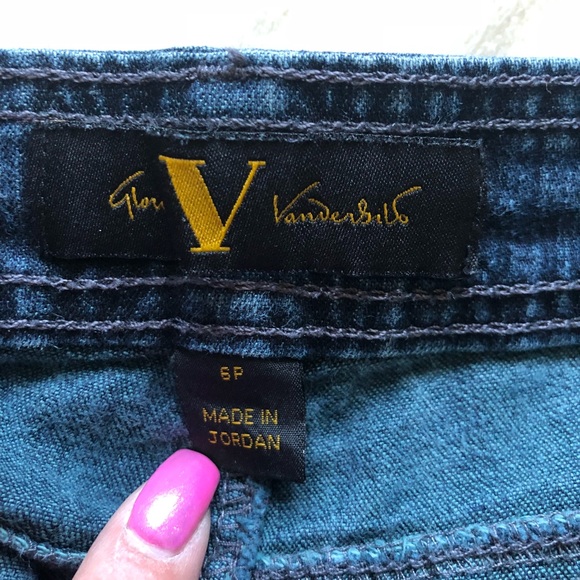 Gloria V Vanderbilt
6P
MADE IN
JORDAN